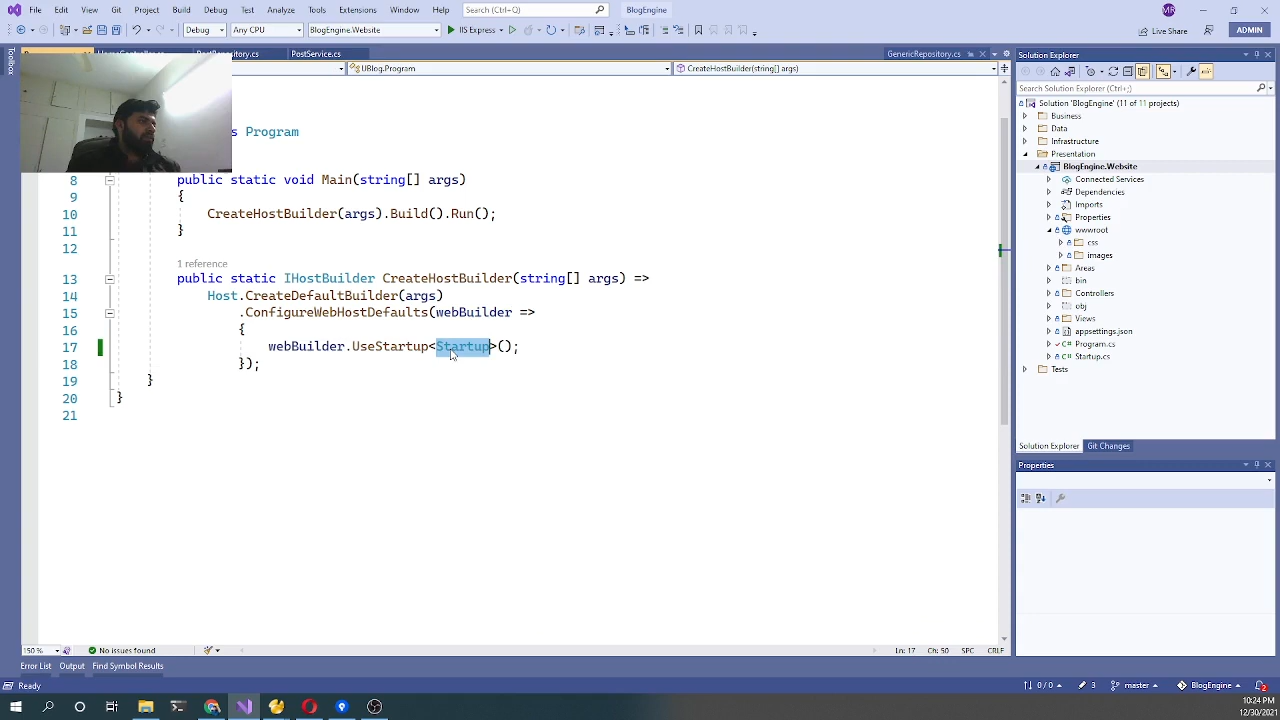 File Edit View Git Project Build Debug Test Analyze Tools Extensions Window Help Search (Ctrl+Q) BlogEngine MR
Debug Any CPU BlogEngine.Website IIS Express Live Share ADMIN
PostService.cs GenericRepository.cs
UBlog.Program CreateHostBuilder(string[] args)
Toolbox
s Program
8 public static void Main(string[] args)
9 {
10 CreateHostBuilder(args).Build().Run();
11 }
12
1 reference
13 public static IHostBuilder CreateHostBuilder(string[] args) =>
14 Host.CreateDefaultBuilder(args)
15 .ConfigureWebHostDefaults(webBuilder =>
16 {
17 webBuilder.UseStartup<Startup>();
18 });
19 }
20 }
21
150 % No issues found Ln: 17 Ch: 50 SPC CRLF
Error List Output Find Symbol Results
Solution Explorer
Search Solution Explorer (Ctrl+;)
Solution 'BlogEngine' (11 of 11 projects)
Business
Data
Infrastructure
Presentation
BlogEngine.Website
Connected Services
Dependencies
Imports
Properties
wwwroot
css
images
Areas
bin
Controllers
obj
Views
appsettings.json
Program.cs
Startup.cs
Tests
Solution Explorer Git Changes
Properties
Ready 0 / 0 3 master BlogEngine 2
10:24 PM
12/30/2021